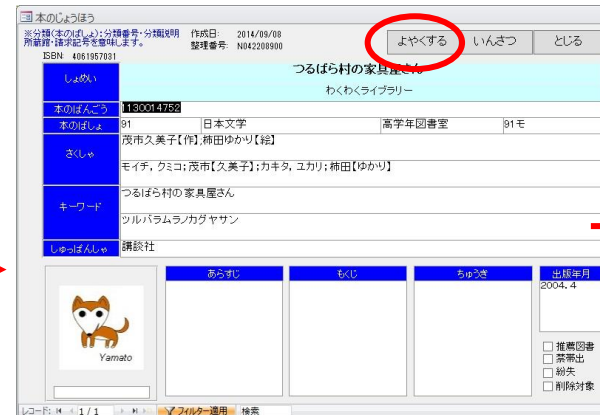 本のじょうほう
※分類(本のばしょ):分類番号・分類説明
所蔵館・請求記号を意味します。
作成日: 2014/09/08
整理番号: N042208900
よやくする いんさつ とじる
ISBN 4061957031
しょめい
つるばら村の家具屋さん
わくわくライブラリー
本のばんごう 1130014752
本のばしょ 91 日本文学 高学年図書室 91モ
さくしゃ
茂市久美子【作】;柿田ゆかり【絵】
モイチ, クミコ;茂市【久美子】;カキタ, ユカリ;柿田【ゆかり】
キーワード
つるばら村の家具屋さん
ツルバラムラノカグヤサン
しゅっぱんしゃ 講談社
Yamato
あらすじ もくじ ちゅうき 出版年月
2004.4
推薦図書
禁帯出
紛失
削除対象
レコード: 1 / 1 フィルター適用 検索